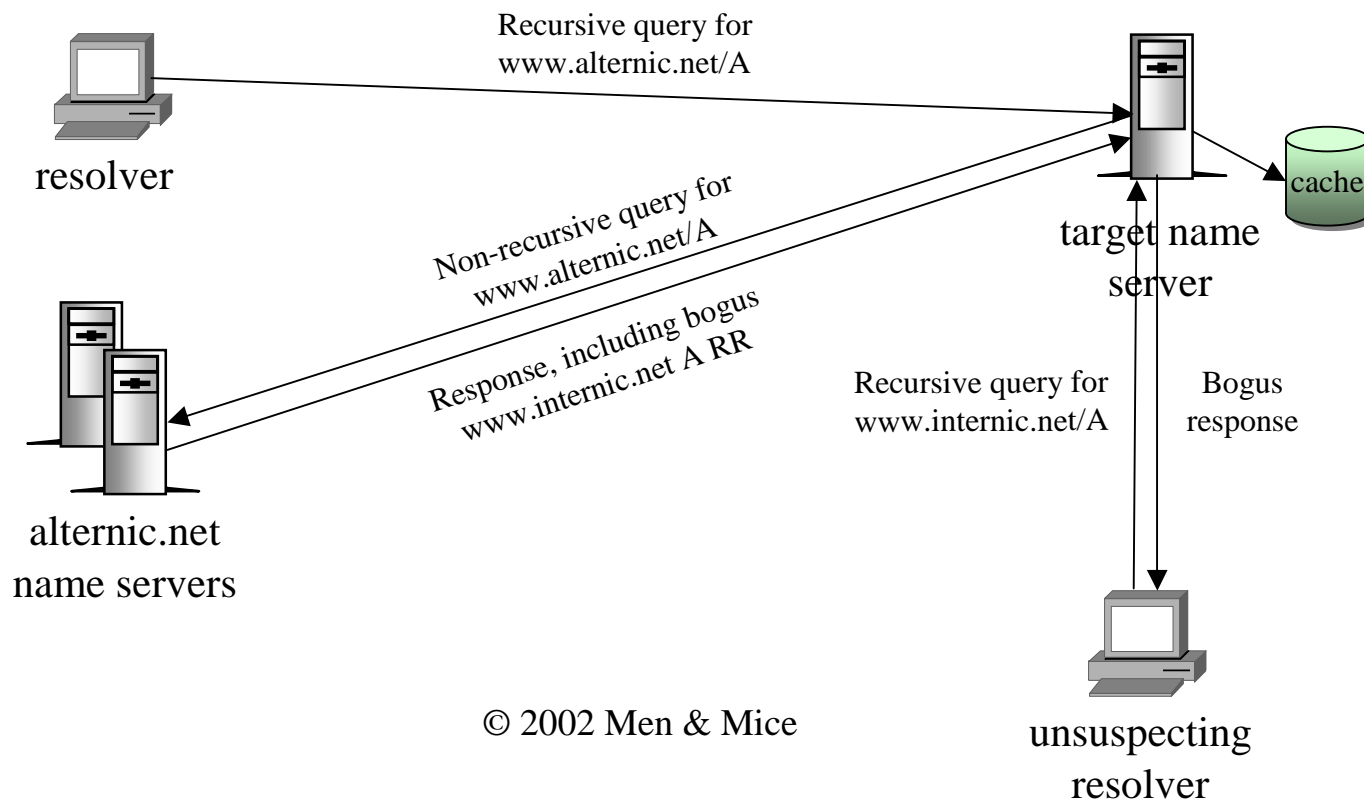 Recursive query for
www.alternic.net/A
resolver
cache
target name
server
Non-recursive query for
www.alternic.net/A
Response, including bogus
www.internic.net A RR
Recursive query for
www.internic.net/A
Bogus
response
alternic.net
name servers
© 2002 Men & Mice
unsuspecting
resolver